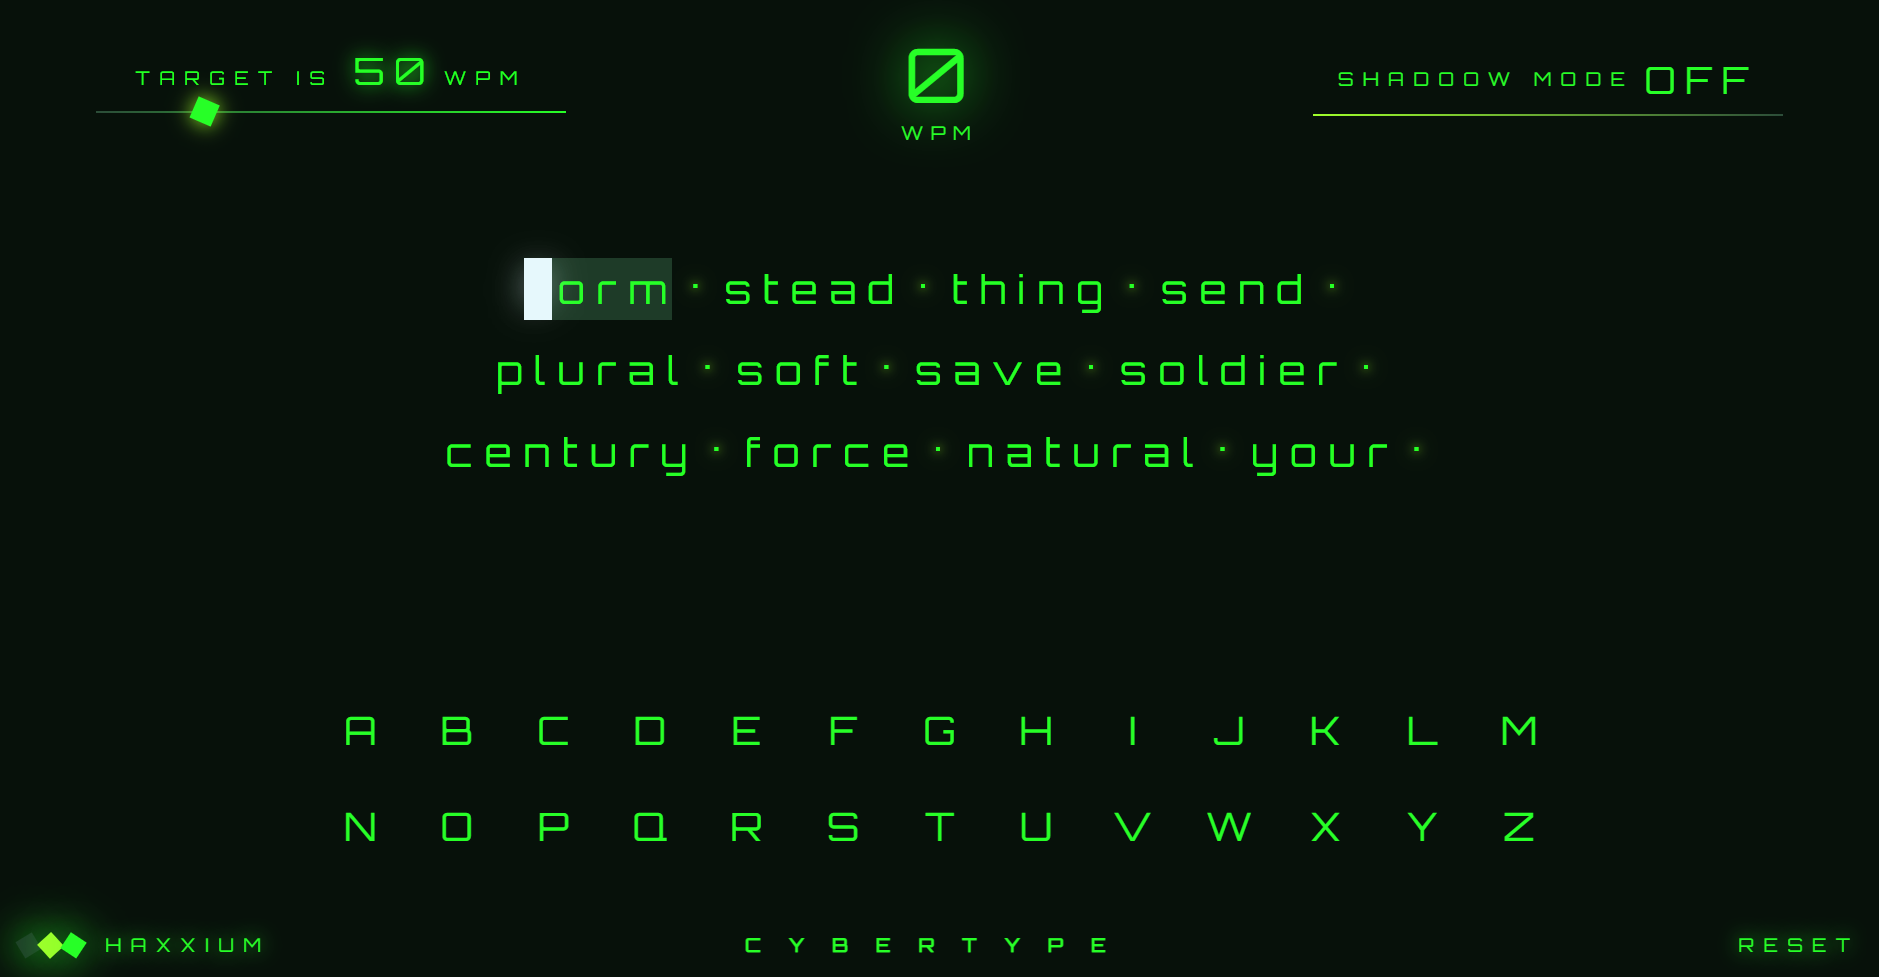 TARGET IS 50 WPM
0
WPM
SHADOOW MODE OFF
orm · stead · thing · send ·
plural · soft · save · soldier ·
century · force · natural · your ·
A B C D E F G H I J K L M
N O P Q R S T U V W X Y Z
HAXXIUM
CYBERTYPE
RESET